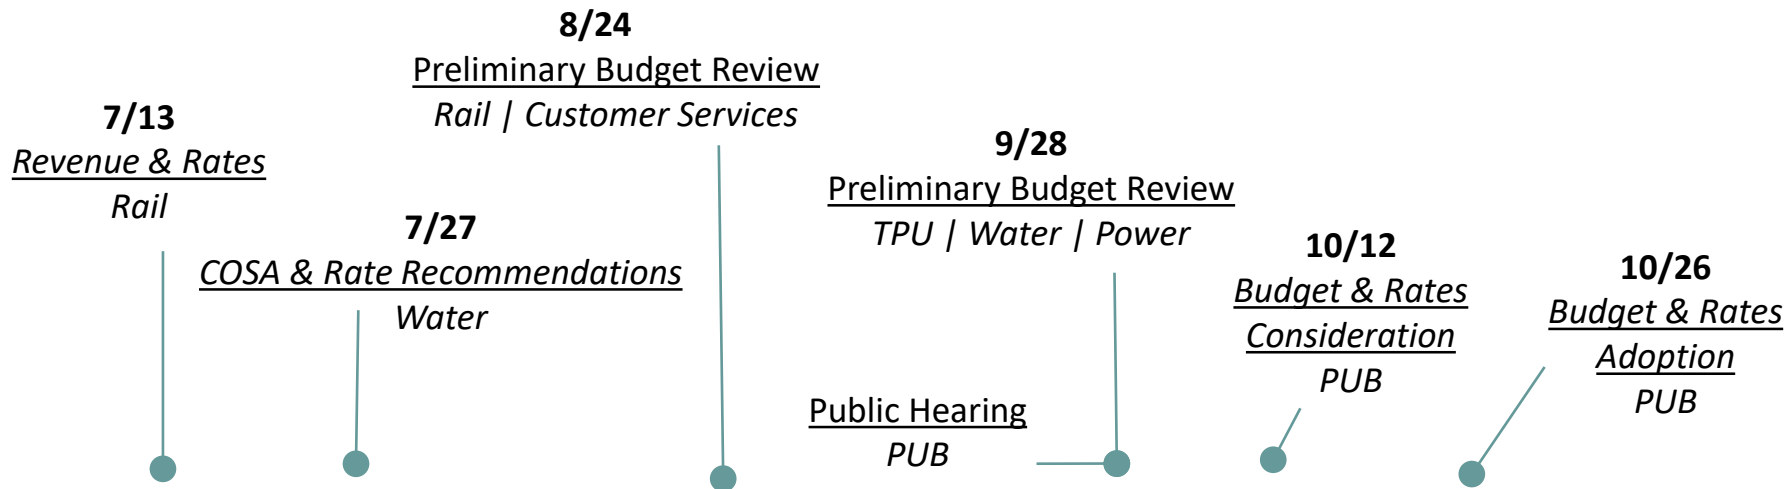 7/13
Revenue & Rates
Rail
7/27
COSA & Rate Recommendations
Water
8/24
Preliminary Budget Review
Rail | Customer Services
9/28
Preliminary Budget Review
TPU | Water | Power
Public Hearing
PUB
10/12
Budget & Rates
Consideration
PUB
10/26
Budget & Rates
Adoption
PUB